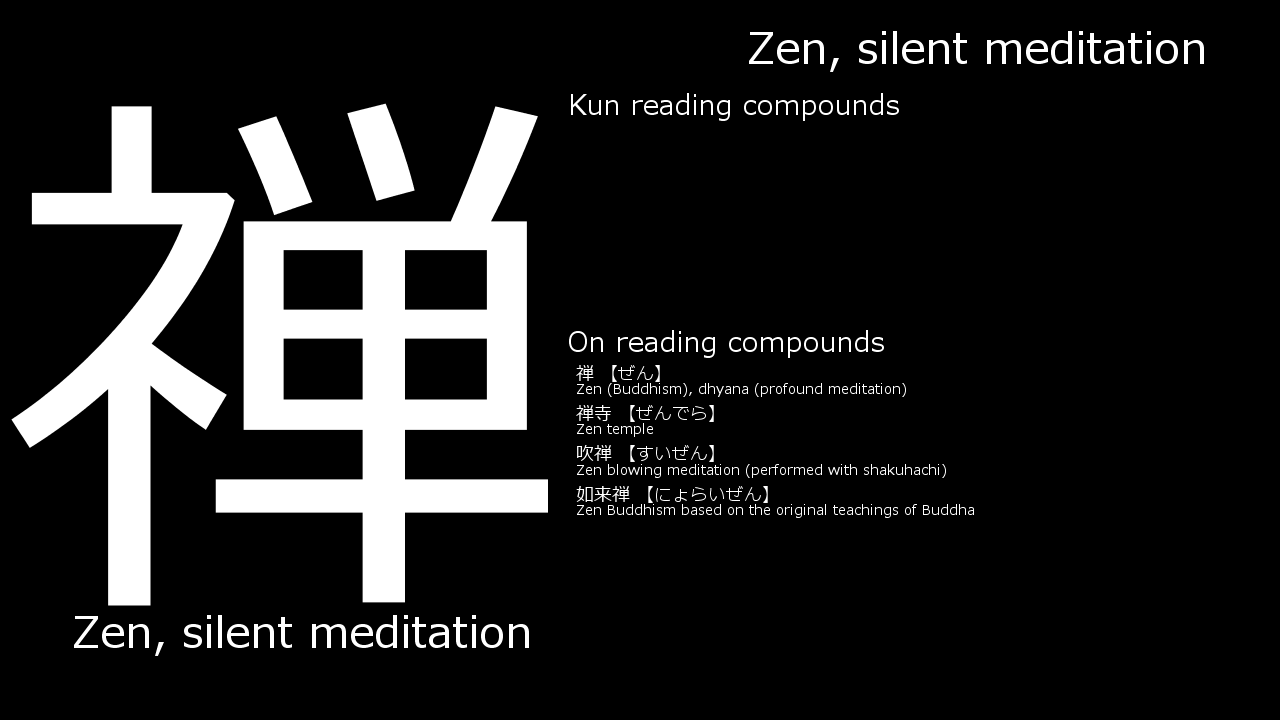 禅
Zen, silent meditation
Zen, silent meditation
Kun reading compounds
On reading compounds
禅 【ぜん】
Zen (Buddhism), dhyana (profound meditation)
禅寺 【ぜんでら】
Zen temple
吹禅 【すいぜん】
Zen blowing meditation (performed with shakuhachi)
如来禅 【にょらいぜん】
Zen Buddhism based on the original teachings of Buddha